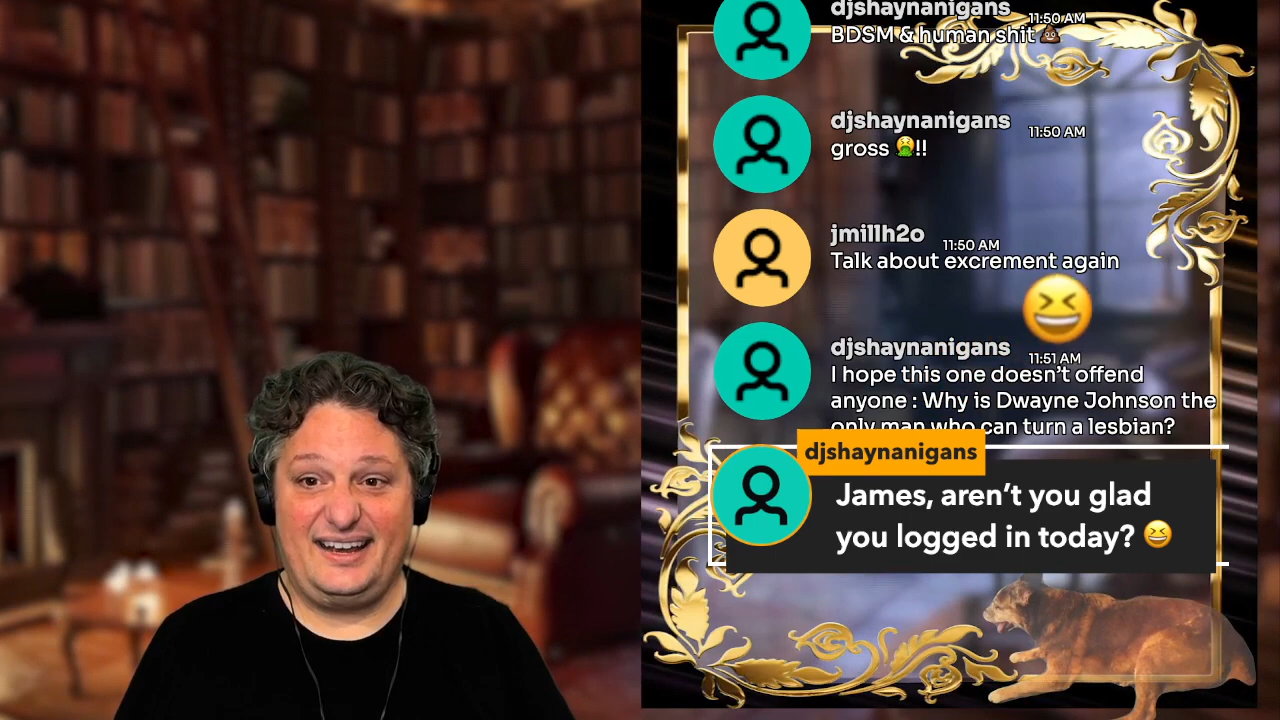 djshaynanigans 11:50 AM
BDSM & human shit 💩
djshaynanigans 11:50 AM
gross 🤮!!
jmillh2o 11:50 AM
Talk about excrement again
😆
djshaynanigans 11:51 AM
I hope this one doesn’t offend
anyone : Why is Dwayne Johnson the
only man who can turn a lesbian?
djshaynanigans
James, aren’t you glad
you logged in today? 😆